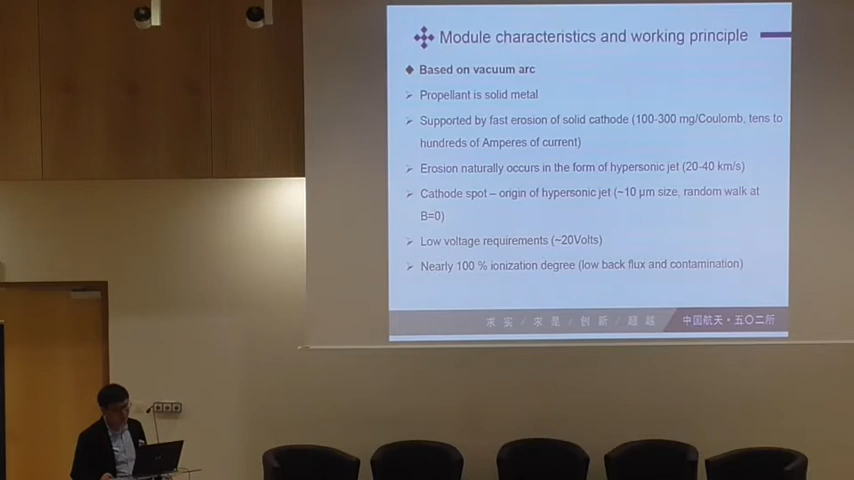 Module characteristics and working principle
Based on vacuum arc
Propellant is solid metal
Supported by fast erosion of solid cathode (100-300 mg/Coulomb, tens to
hundreds of Amperes of current)
Erosion naturally occurs in the form of hypersonic jet (20-40 km/s)
Cathode spot – origin of hypersonic jet (~10 μm size, random walk at
B=0)
Low voltage requirements (~20Volts)
Nearly 100 % ionization degree (low back flux and contamination)
求实 / 求是 / 创新 / 超越 中国航天·五〇二所